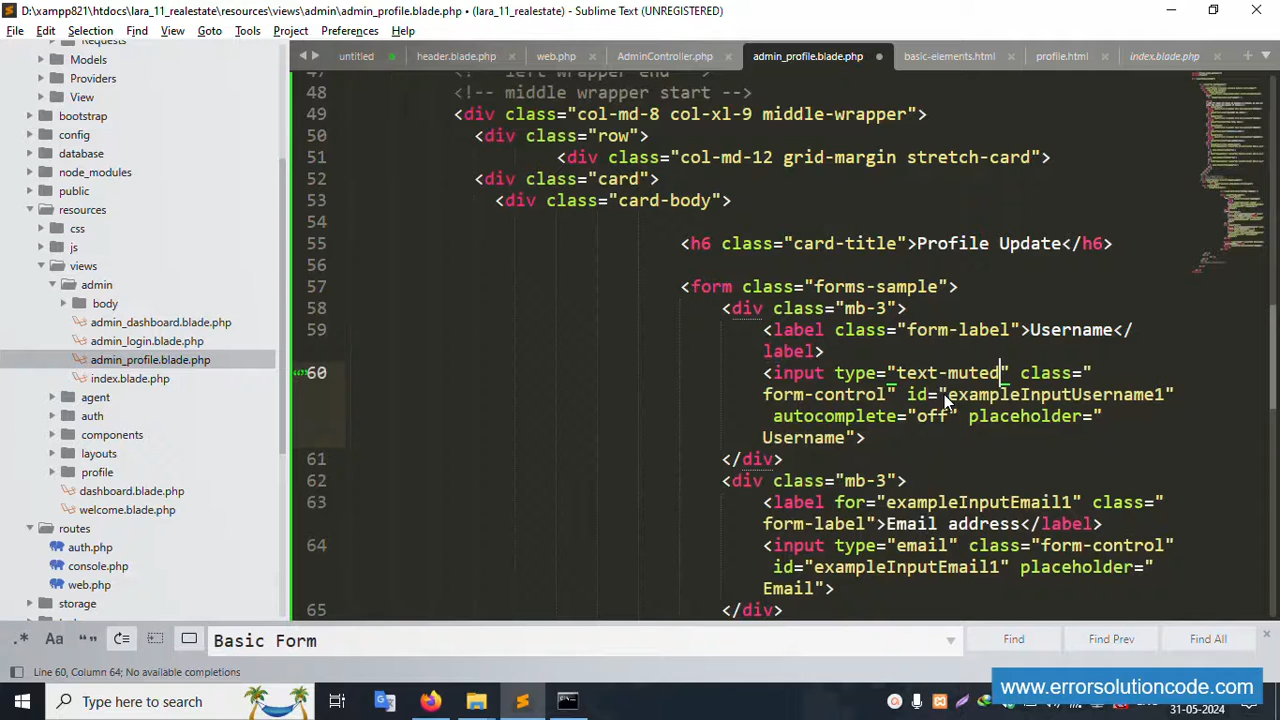 D:\xampp821\htdocs\lara_11_realestate\resources\views\admin\admin_profile.blade.php • (lara_11_realestate) - Sublime Text (UNREGISTERED)
File Edit Selection Find View Goto Tools Project Preferences Help
untitled header.blade.php web.php AdminController.php admin_profile.blade.php basic-elements.html profile.html index.blade.php
Requests
Models
Providers
View
bootstrap
config
database
node_modules
public
resources
css
js
views
admin
body
admin_dashboard.blade.php
admin_login.blade.php
admin_profile.blade.php
index.blade.php
agent
auth
components
layouts
profile
dashboard.blade.php
welcome.blade.php
routes
auth.php
console.php
web.php
storage
47 <!-- left wrapper end -->
48 <!-- middle wrapper start -->
49 <div class="col-md-8 col-xl-9 middle-wrapper">
50 <div class="row">
51 <div class="col-md-12 grid-margin stretch-card">
52 <div class="card">
53 <div class="card-body">
54
55 <h6 class="card-title">Profile Update</h6>
56
57 <form class="forms-sample">
58 <div class="mb-3">
59 <label class="form-label">Username</
label>
60 <input type="text-muted" class="
form-control" id="exampleInputUsername1"
autocomplete="off" placeholder="
Username">
61 </div>
62 <div class="mb-3">
63 <label for="exampleInputEmail1" class="
form-label">Email address</label>
64 <input type="email" class="form-control"
id="exampleInputEmail1" placeholder="
Email">
65 </div>
.* Aa “” Basic Form Find Find Prev Find All
Line 60, Column 64; No available completions
www.errorsolutioncode.com
Type here to search
31-05-2024